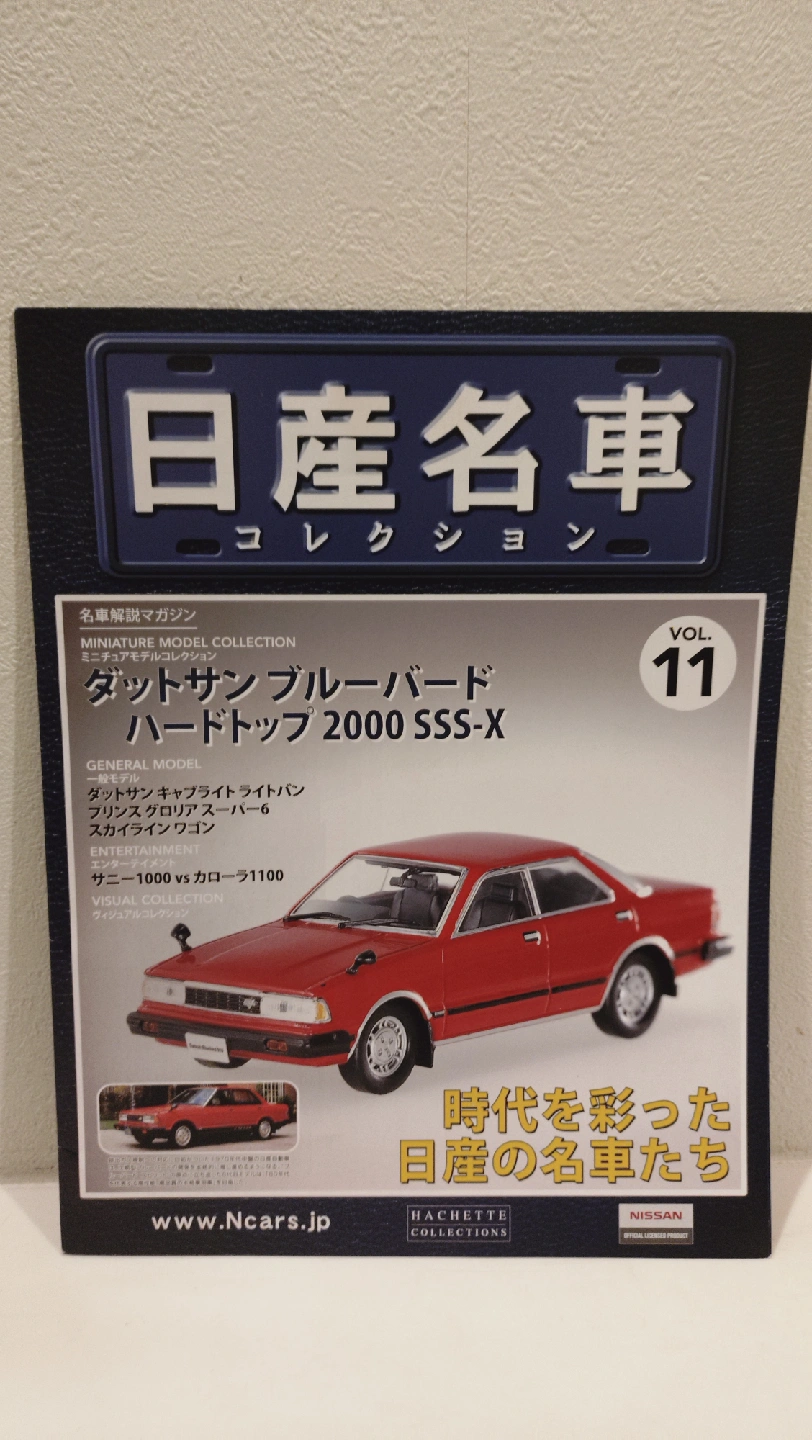 日産名車
コレクション
名車解説マガジン
MINIATURE MODEL COLLECTION
ミニチュアモデルコレクション
ダットサン ブルーバード
ハードトップ 2000 SSS-X
VOL.
11
GENERAL MODEL
一般モデル
ダットサン キャブライト ライトバン
プリンス グロリア スーパー6
スカイライン ワゴン
ENTERTAINMENT
エンターテイメント
サニー1000 vs カローラ1100
VISUAL COLLECTION
ヴィジュアルコレクション
時代を彩った
日産の名車たち
www.Ncars.jp
HACHETTE
COLLECTIONS
NISSAN
OFFICIAL LICENSED PRODUCT